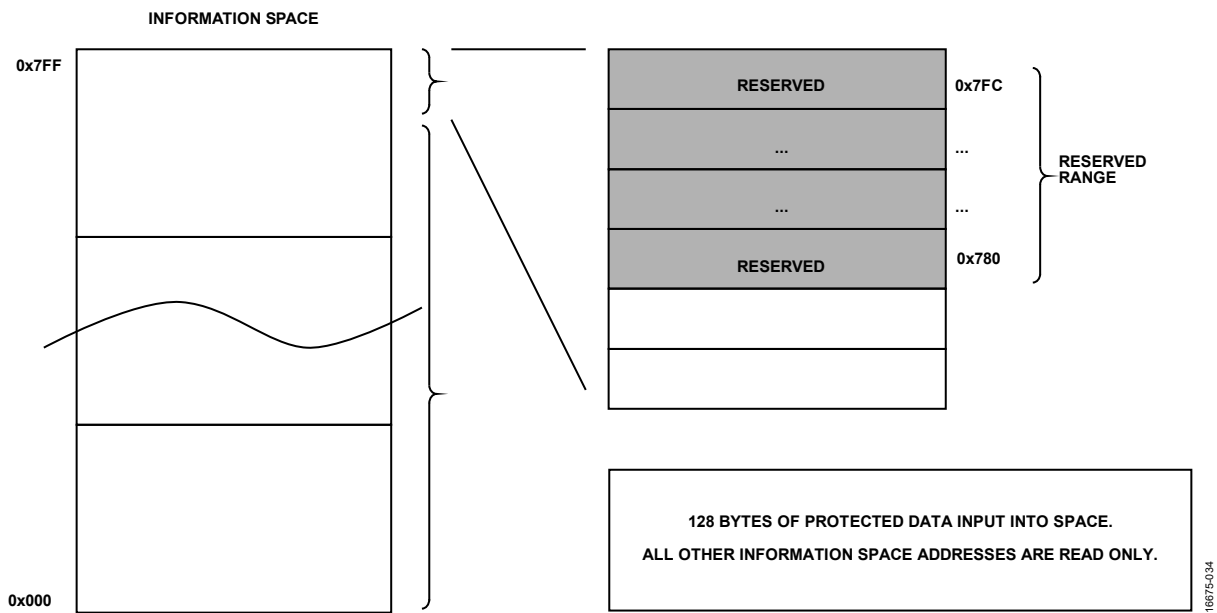 INFORMATION SPACE
0x7FF
0x000
RESERVED
0x7FC
...
...
...
...
RESERVED
0x780
RESERVED
RANGE
128 BYTES OF PROTECTED DATA INPUT INTO SPACE.
ALL OTHER INFORMATION SPACE ADDRESSES ARE READ ONLY.
16675-034